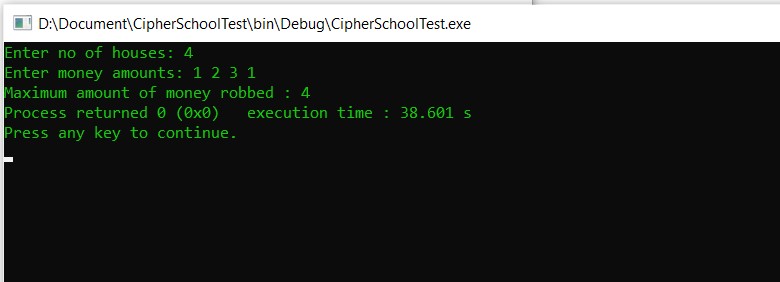 D:\Document\CipherSchoolTest\bin\Debug\CipherSchoolTest.exe
Enter no of houses: 4
Enter money amounts: 1 2 3 1
Maximum amount of money robbed : 4
Process returned 0 (0x0)   execution time : 38.601 s
Press any key to continue.